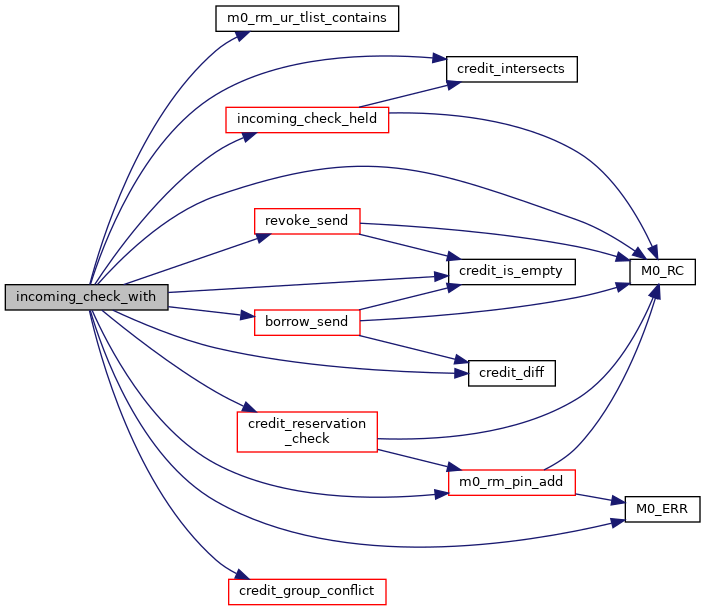 m0_rm_ur_tlist_contains
credit_intersects
incoming_check_held
revoke_send
credit_is_empty
M0_RC
incoming_check_with
borrow_send
credit_diff
credit_reservation
_check
m0_rm_pin_add
M0_ERR
credit_group_conflict